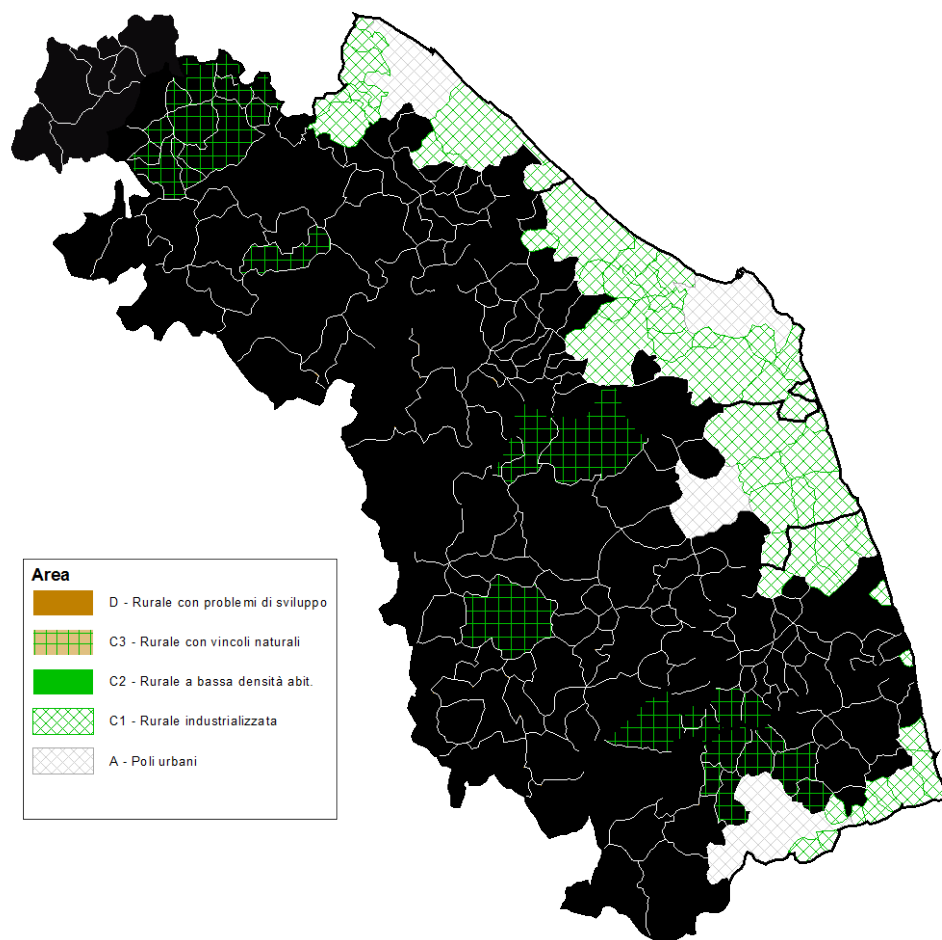 Area
D - Rurale con problemi di sviluppo
C3 - Rurale con vincoli naturali
C2 - Rurale a bassa densità abit.
C1 - Rurale industrializzata
A - Poli urbani